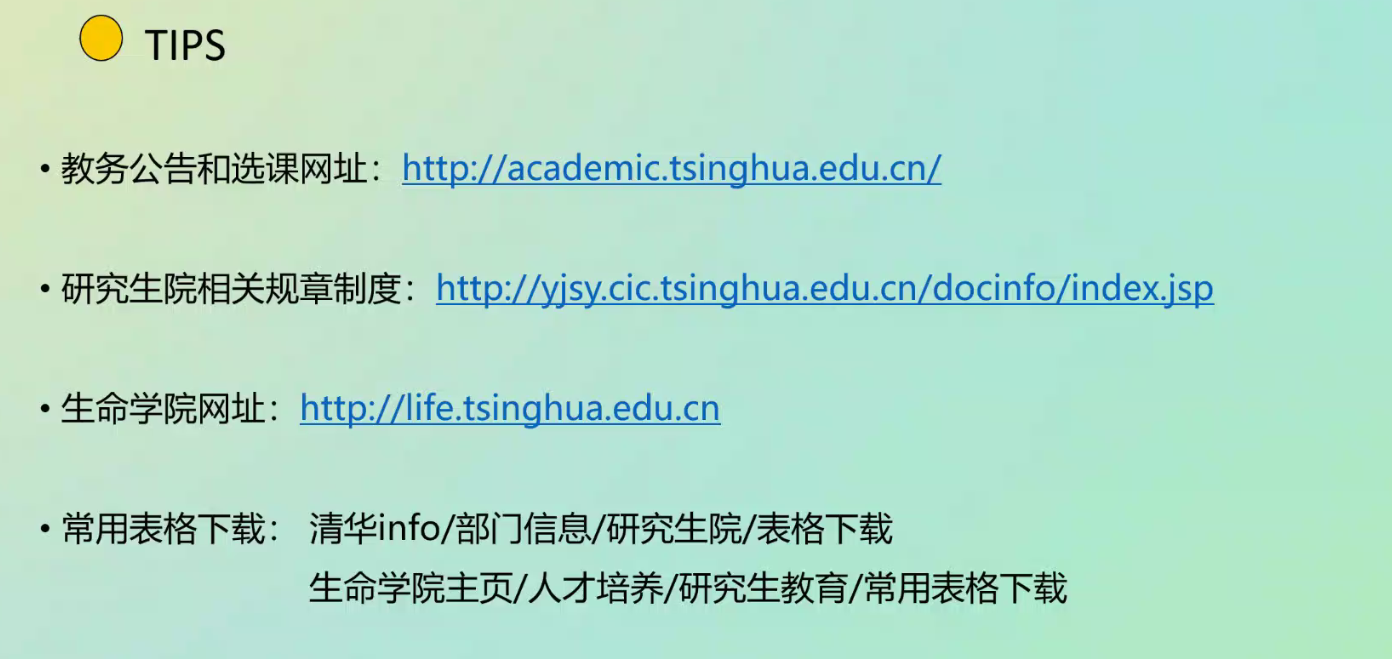 TIPS
• 教务公告和选课网址：http://academic.tsinghua.edu.cn/
• 研究生院相关规章制度：http://yjsy.cic.tsinghua.edu.cn/docinfo/index.jsp
• 生命学院网址：http://life.tsinghua.edu.cn
• 常用表格下载： 清华info/部门信息/研究生院/表格下载
生命学院主页/人才培养/研究生教育/常用表格下载